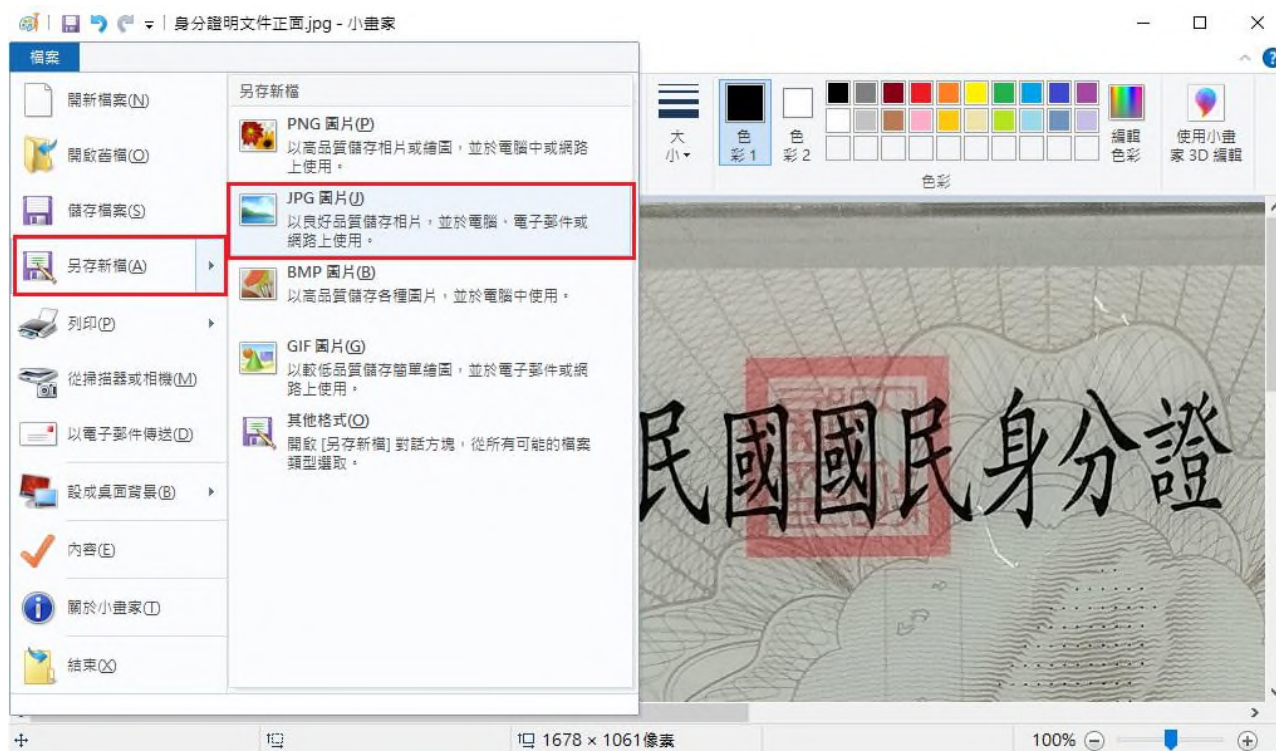 身分證明文件正面.jpg - 小畫家
檔案
開新檔案(N)
開啟舊檔(O)
儲存檔案(S)
另存新檔(A)
列印(P)
從掃描器或相機(M)
以電子郵件傳送(D)
設成桌面背景(B)
內容(E)
關於小畫家(T)
結束(X)
另存新檔
PNG 圖片(P)
以高品質儲存相片或繪圖，並於電腦中或網路
上使用。
JPG 圖片(J)
以良好品質儲存相片，並於電腦、電子郵件或
網路上使用。
BMP 圖片(B)
以高品質儲存各種圖片，並於電腦中使用。
GIF 圖片(G)
以較低品質儲存簡單繪圖，並於電子郵件或網
路上使用。
其他格式(O)
開啟 [另存新檔] 對話方塊，從所有可能的檔案
類型選取。
大
小
色
彩 1
色
彩 2
編輯
色彩
使用小畫
家 3D 編輯
色彩
民國國民身分證
1678 × 1061像素
100%